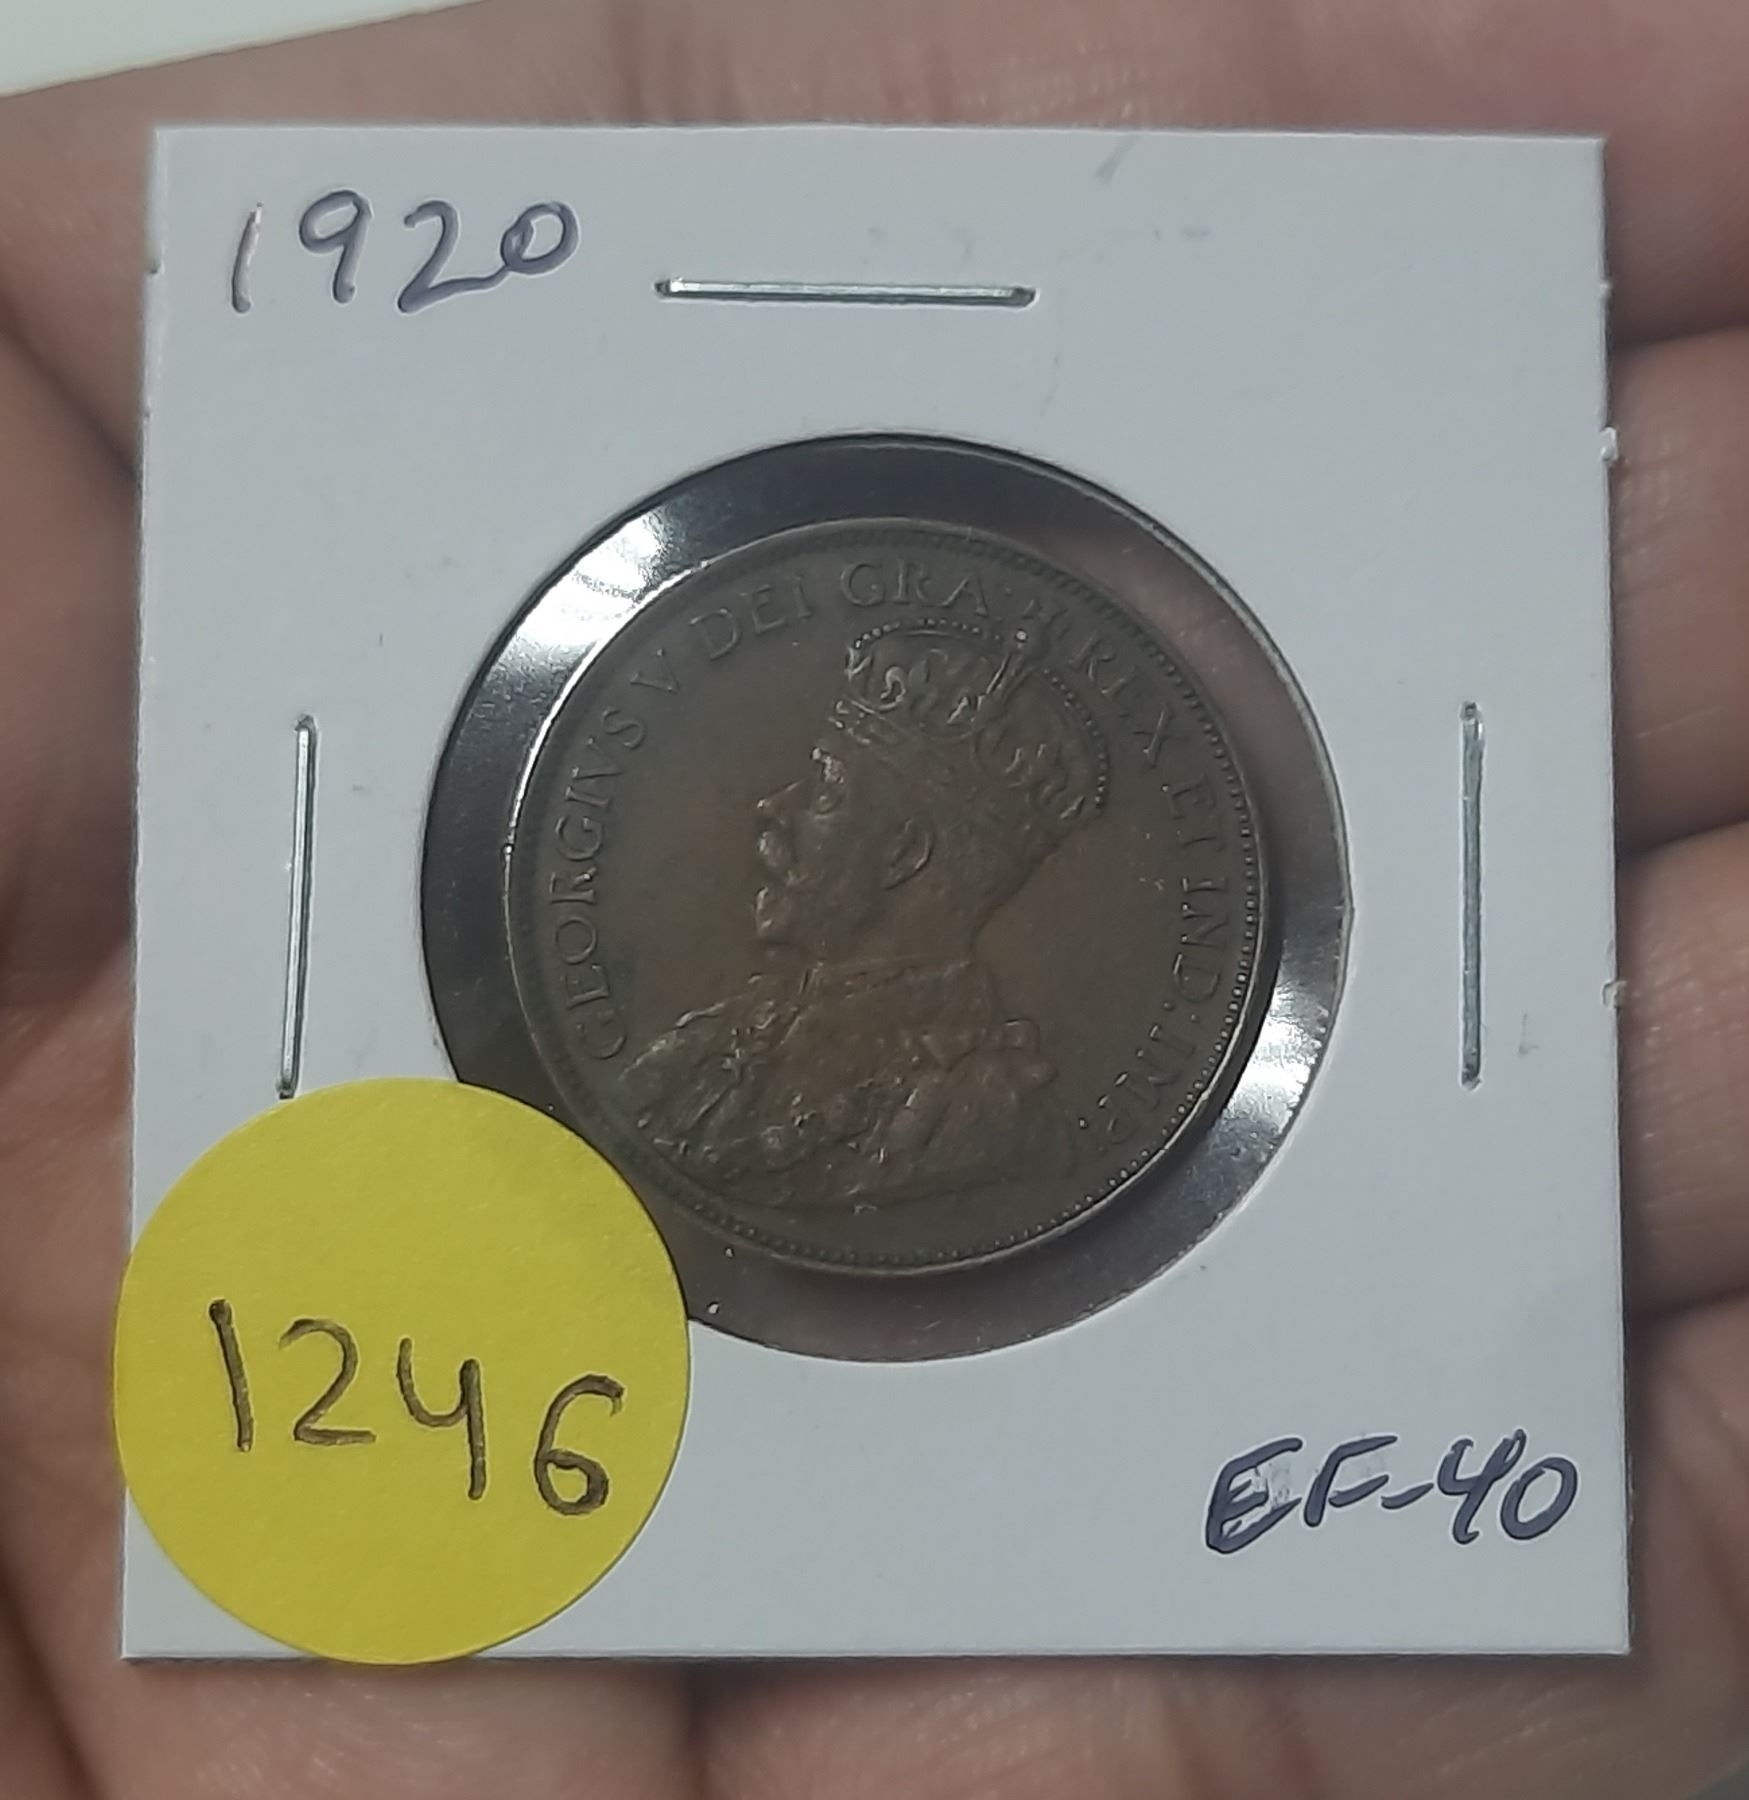 1920
GEORGIVS V DEI GRA: REX ET IND: IMP:
1246
EF-40